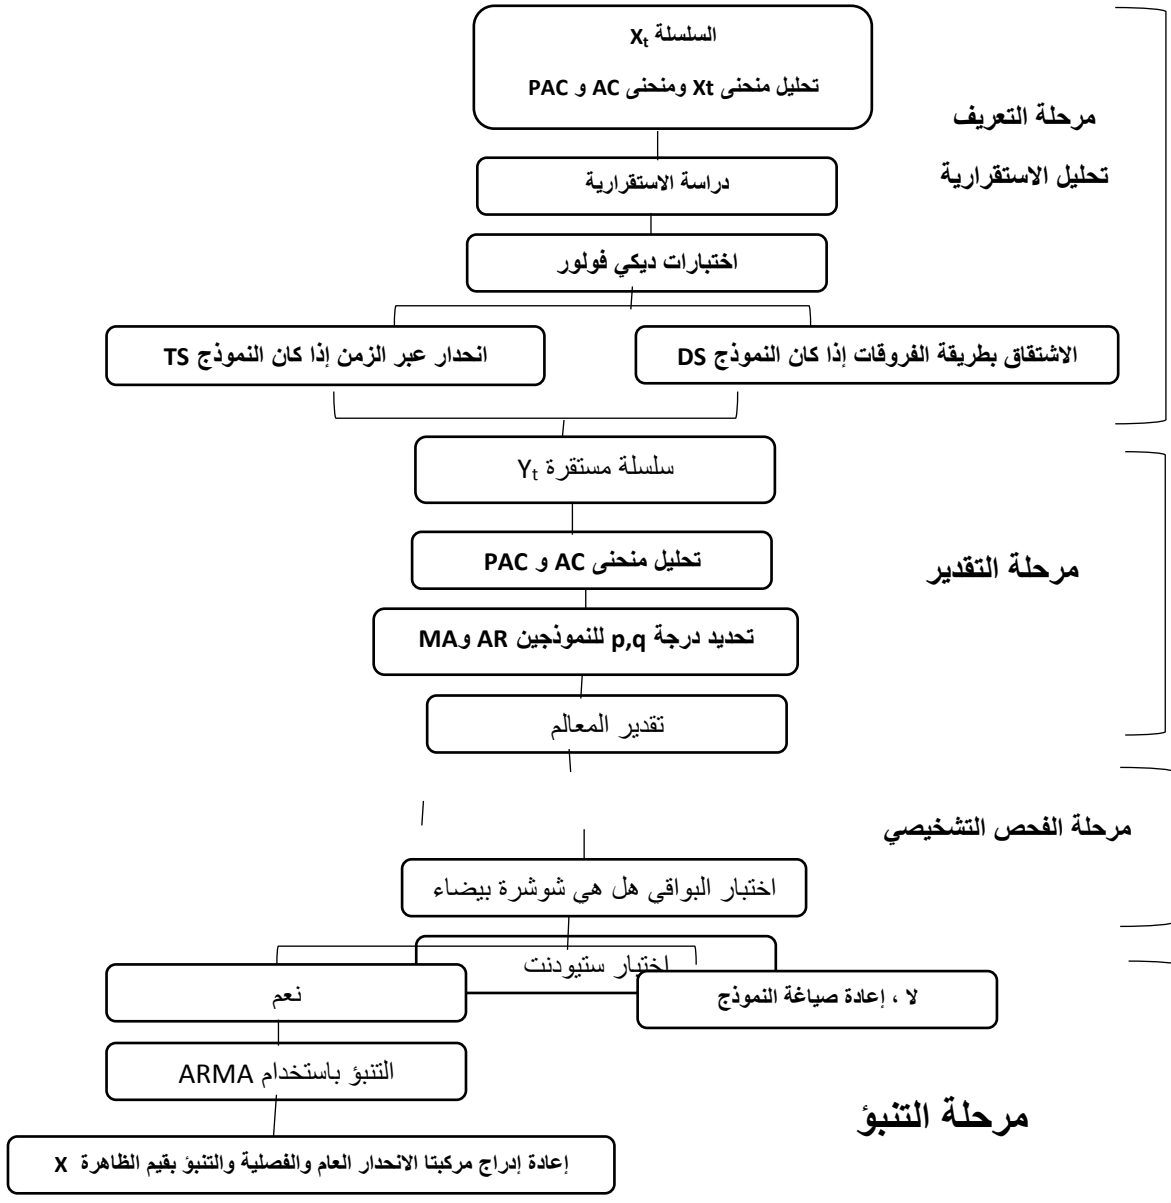 السلسلة Xt
تحليل منحنى Xt ومنحنى AC و PAC
مرحلة التعريف
تحليل الاستقرارية
دراسة الاستقرارية
اختبارات ديكي فولور
الاشتقاق بطريقة الفروقات إذا كان النموذج DS
انحدار عبر الزمن إذا كان النموذج TS
سلسلة مستقرة Yt
تحليل منحنى AC و PAC
مرحلة التقدير
تحديد درجة p,q للنموذجين AR وMA
تقدير المعالم
مرحلة الفحص التشخيصي
اختبار البواقي هل هي شوشرة بيضاء
اختبار ستيودنت
لا ، إعادة صياغة النموذج
نعم
التنبؤ باستخدام ARMA
مرحلة التنبؤ
إعادة إدراج مركبتا الانحدار العام والفصلية والتنبؤ بقيم الظاهرة X